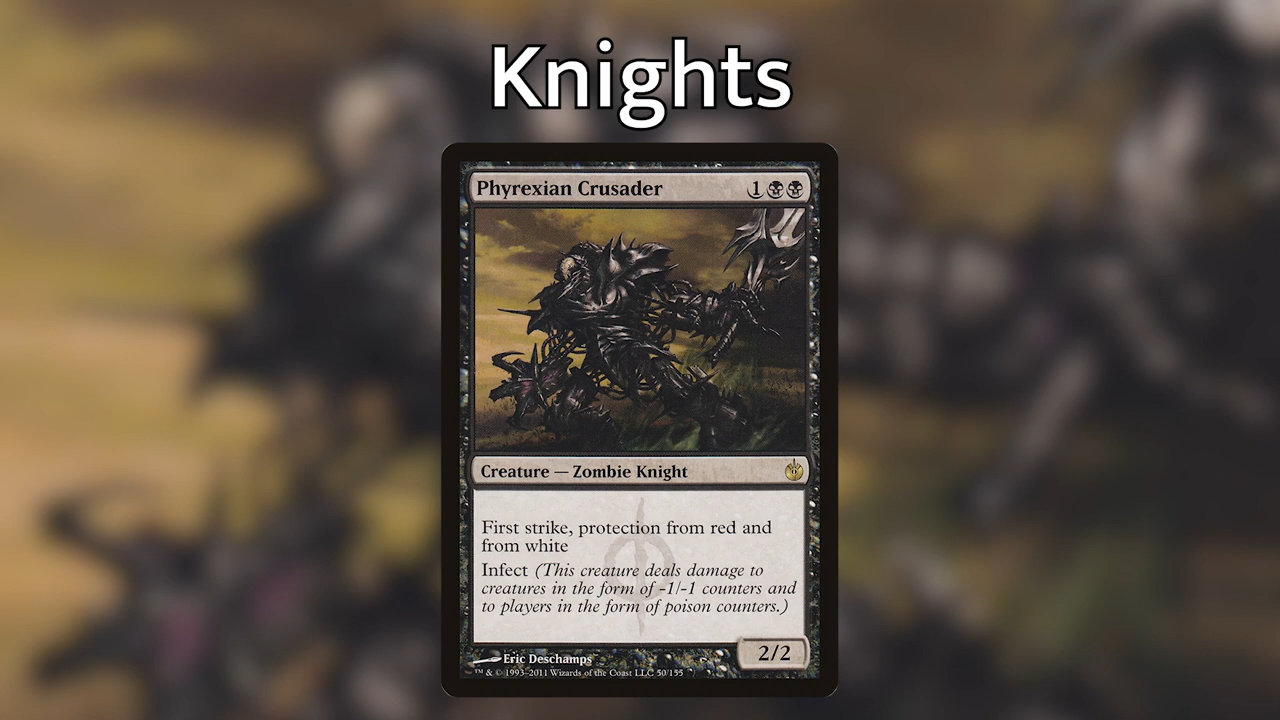 Knights
Phyrexian Crusader 1
Creature — Zombie Knight
First strike, protection from red and
from white
Infect (This creature deals damage to
creatures in the form of -1/-1 counters and
to players in the form of poison counters.)
2/2
Eric Deschamps
™ & © 1993–2011 Wizards of the Coast LLC 50/155